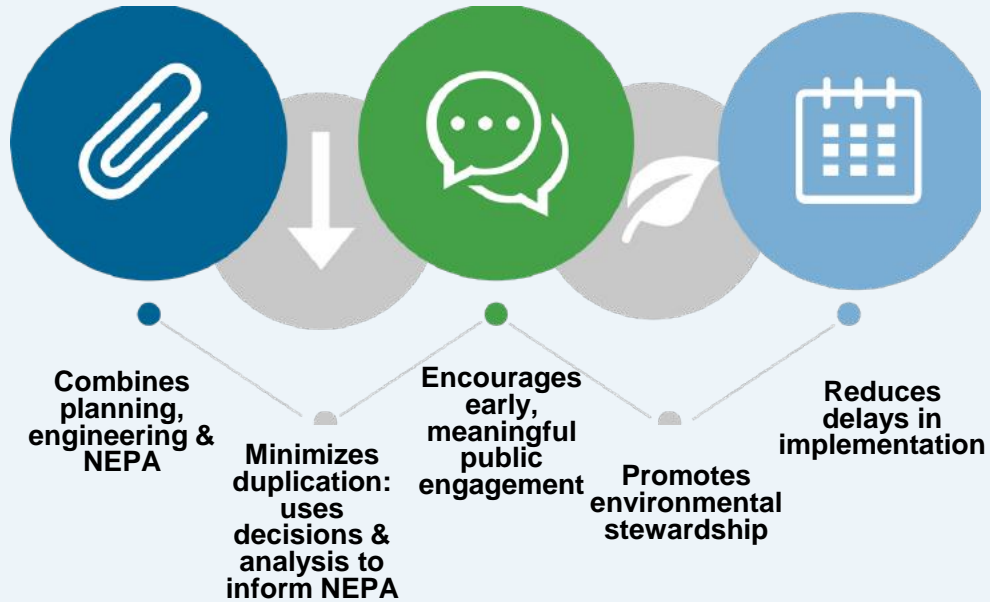 Combines
planning,
engineering &
NEPA
Minimizes
duplication:
uses
decisions &
analysis to
inform NEPA
Encourages
early,
meaningful
public
engagement
Promotes
environmental
stewardship
Reduces
delays in
implementation